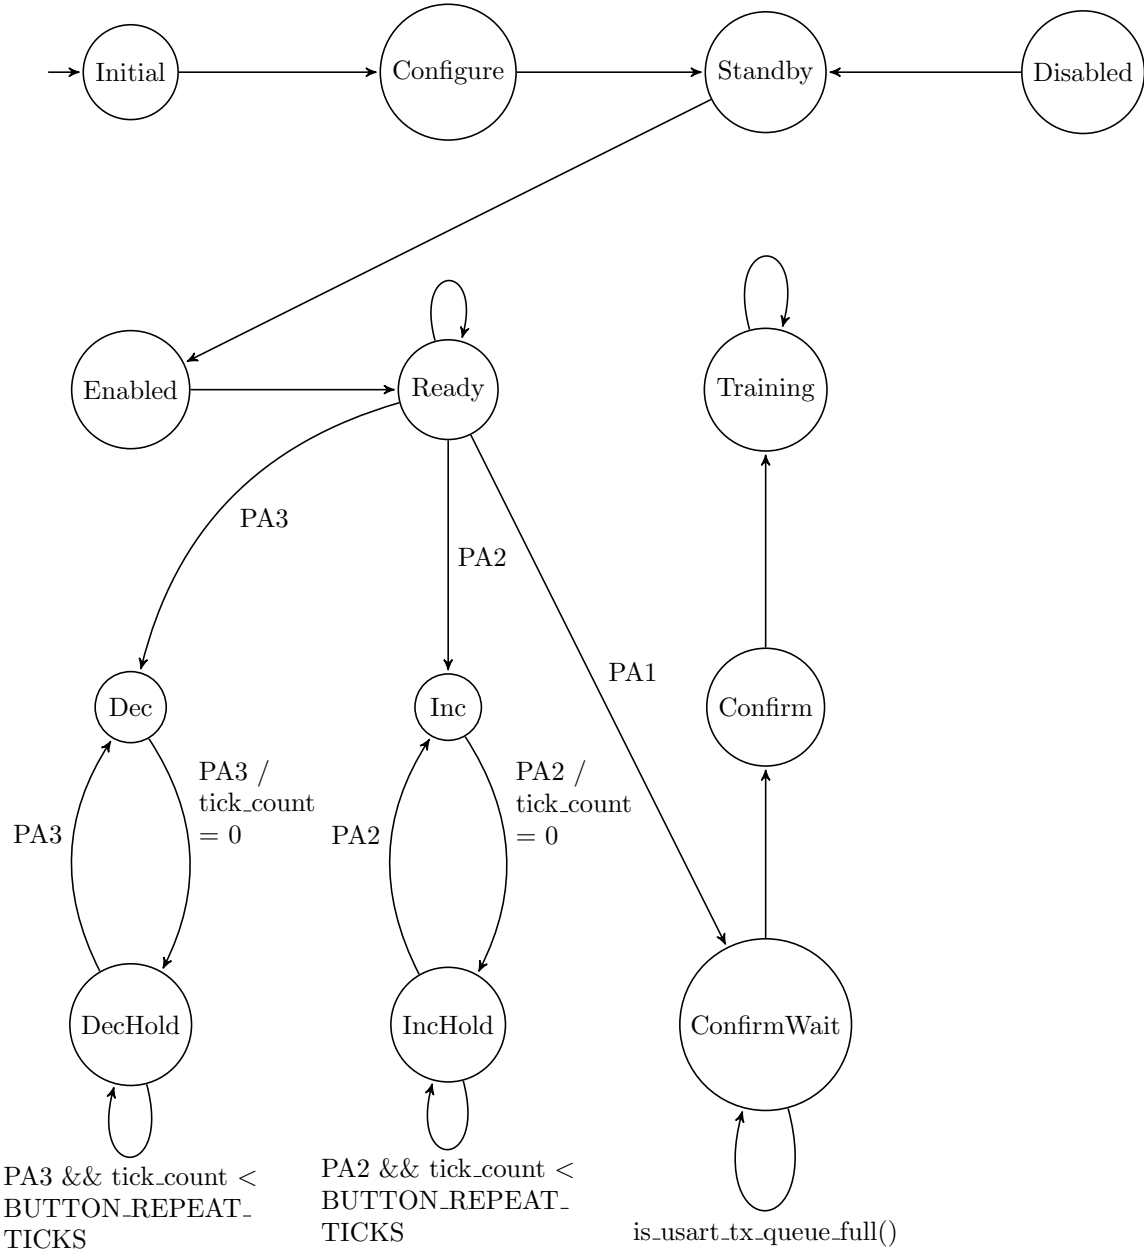 Initial
Configure
Standby
Disabled
Enabled
Ready
Training
PA3
PA2
PA1
Dec
Inc
Confirm
PA3 /
tick_count
= 0
PA2 /
tick_count
= 0
PA3
PA2
DecHold
IncHold
ConfirmWait
PA3 && tick_count <
BUTTON_REPEAT_
TICKS
PA2 && tick_count <
BUTTON_REPEAT_
TICKS
is_usart_tx_queue_full()